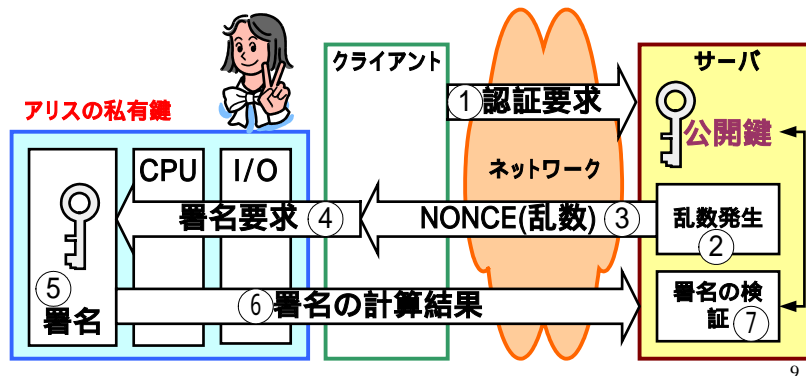 クライアント
サーバ
①認証要求
アリスの私有鍵
公開鍵
CPU
I/O
ネットワーク
署名要求④
NONCE(乱数)③
乱数発生
②
⑤
署名
⑥署名の計算結果
署名の検
証⑦
9